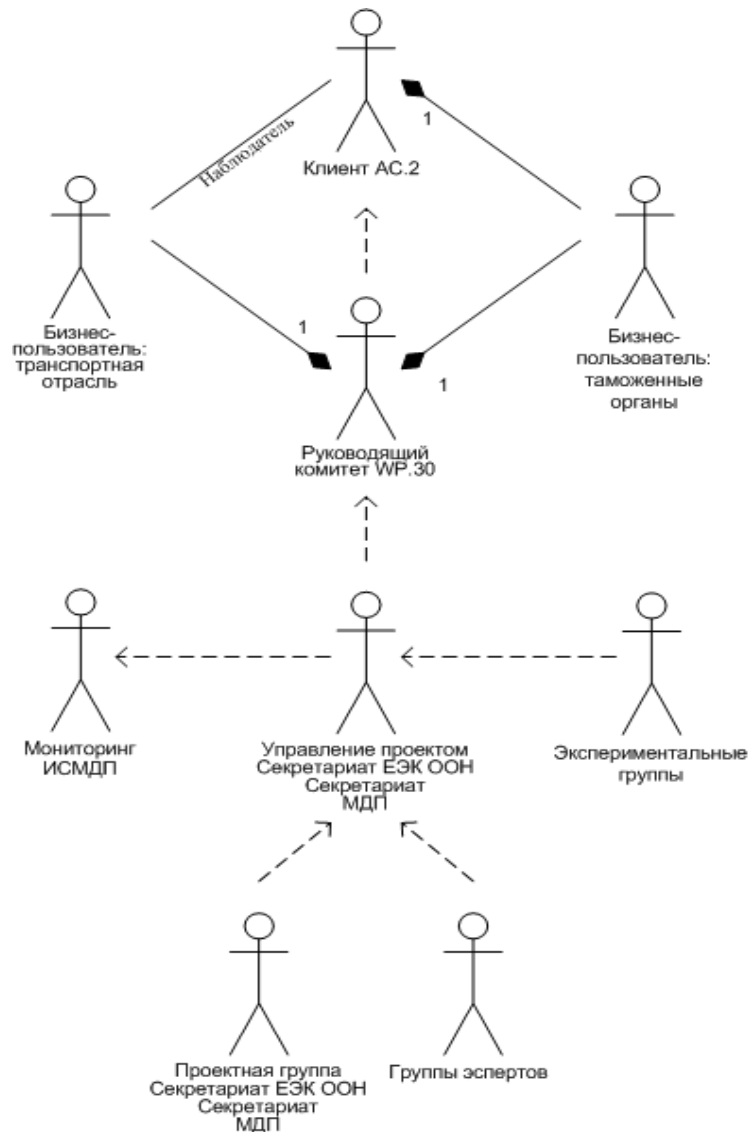 Наблюдатель
1
Клиент АС.2
Бизнес-
пользователь:
транспортная
отрасль
1
1
Бизнес-
пользователь:
таможенные
органы
Руководящий
комитет WP.30
Мониторинг
ИСМДП
Управление проектом
Секретариат ЕЭК ООН
Секретариат
МДП
Экспериментальные
группы
Проектная группа
Секретариат ЕЭК ООН
Секретариат
МДП
Группы эспертов